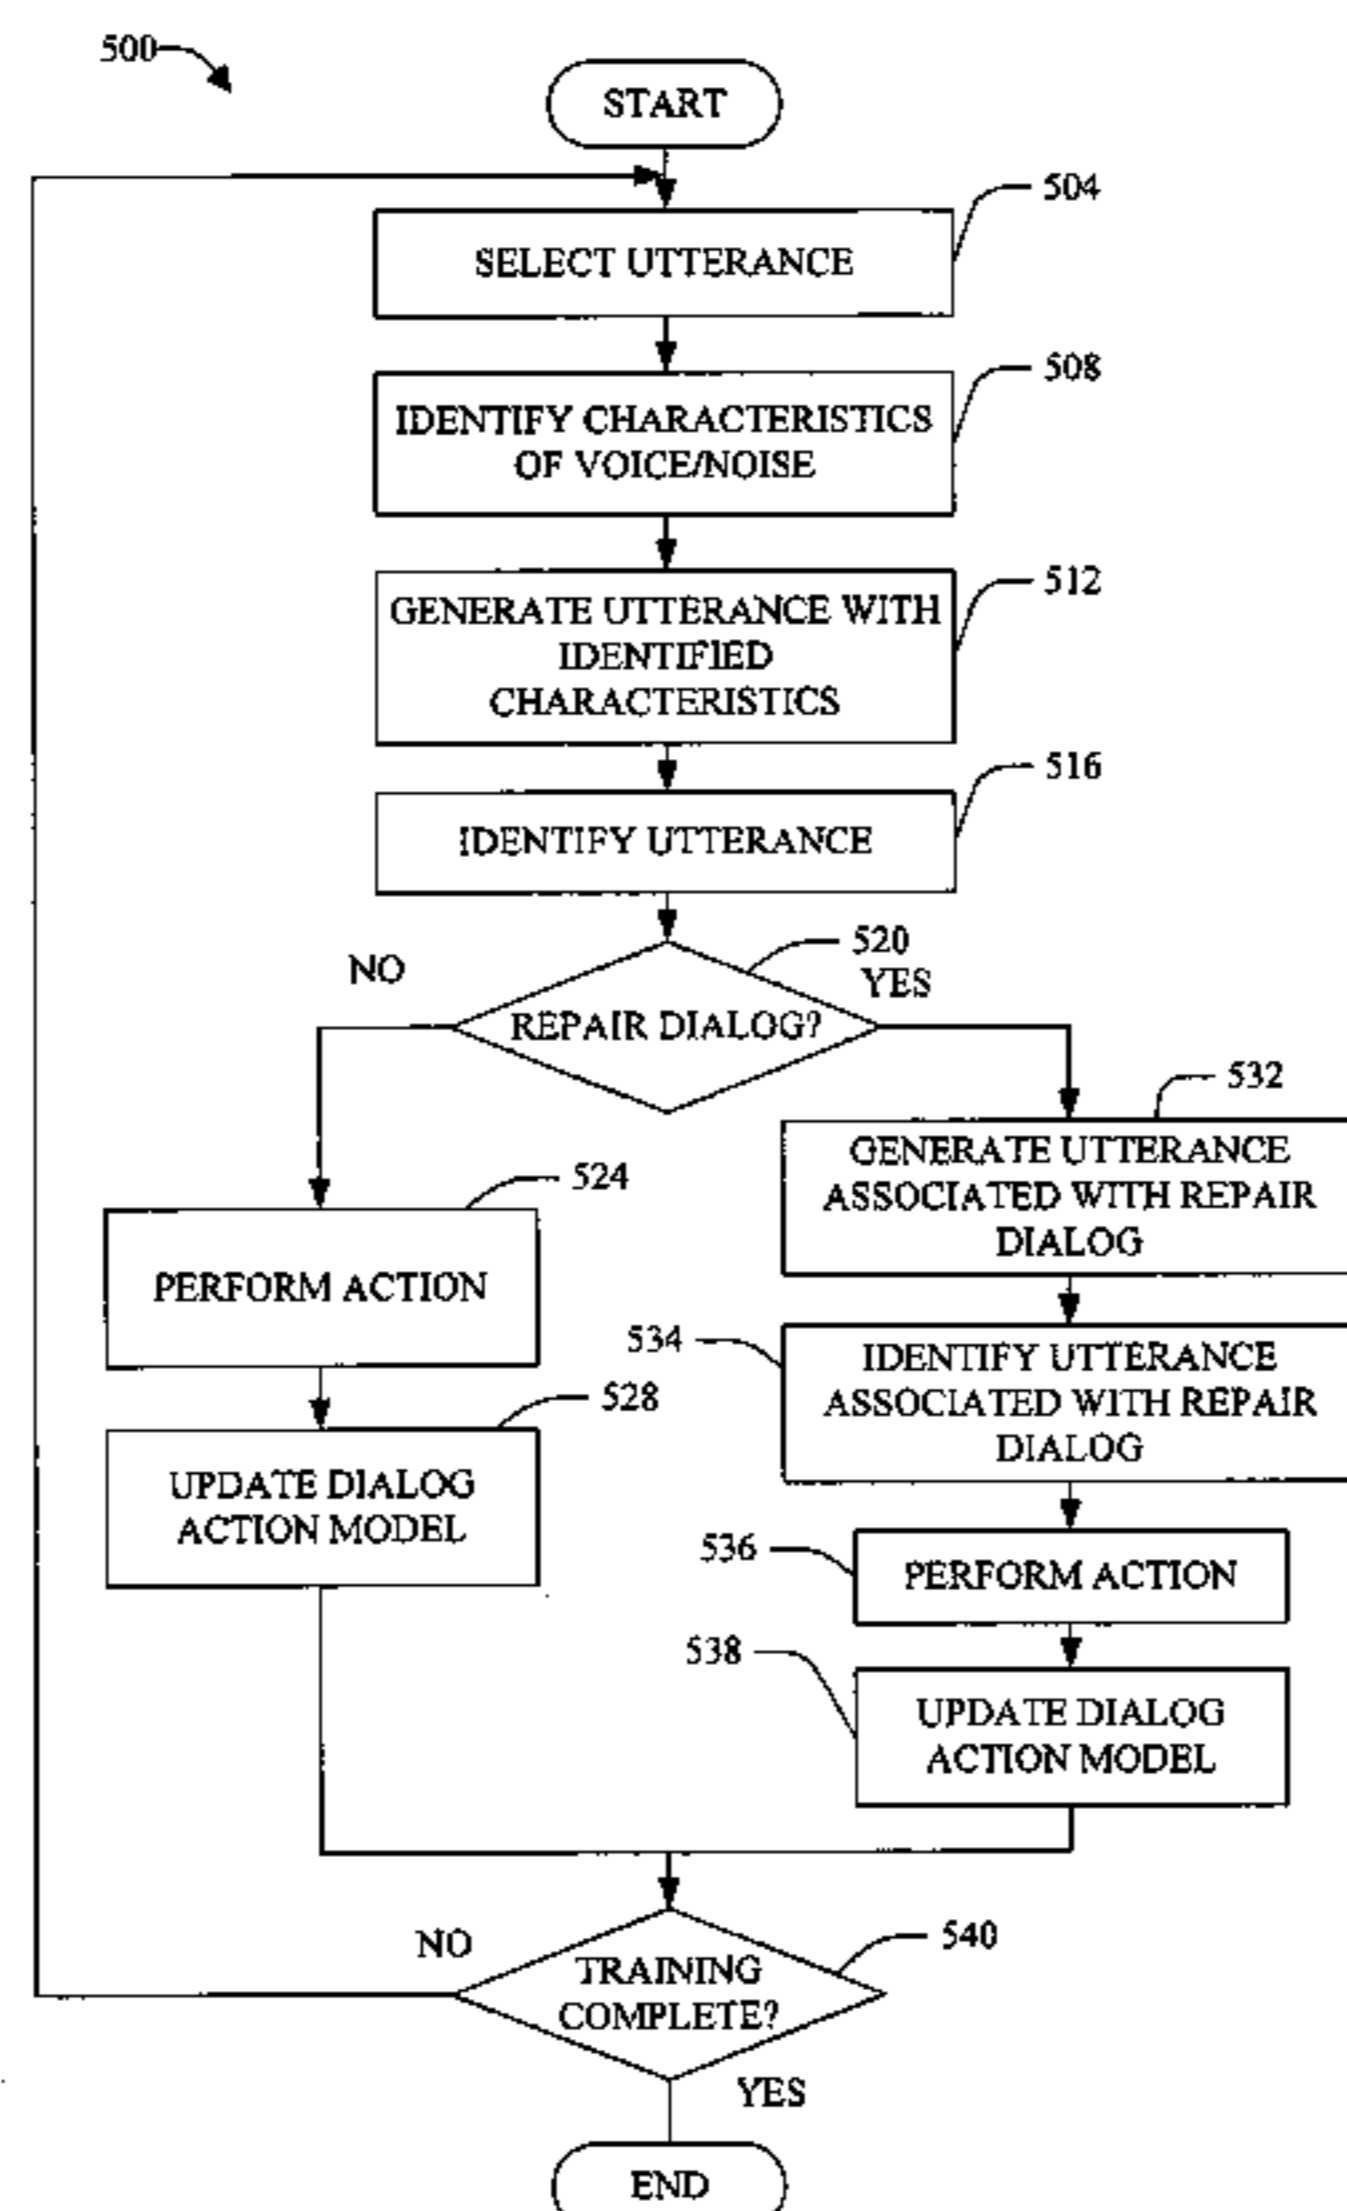 500
START
504
SELECT UTTERANCE
508
IDENTIFY CHARACTERISTICS
OF VOICE/NOISE
512
GENERATE UTTERANCE WITH
IDENTIFIED
CHARACTERISTICS
516
IDENTIFY UTTERANCE
520
NO
YES
REPAIR DIALOG?
532
GENERATE UTTERANCE
ASSOCIATED WITH REPAIR
DIALOG
524
PERFORM ACTION
534
IDENTIFY UTTERANCE
ASSOCIATED WITH REPAIR
DIALOG
528
UPDATE DIALOG
ACTION MODEL
536
PERFORM ACTION
538
UPDATE DIALOG
ACTION MODEL
540
NO
TRAINING
COMPLETE?
YES
END